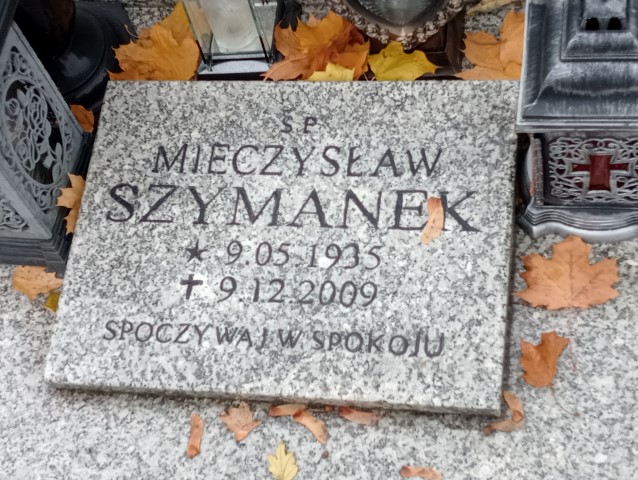 ŚP
MIECZYSŁAW
SZYMANEK
★ 9.05.1935
✝ 9.12.2009
SPOCZYWAJ W SPOKOJU